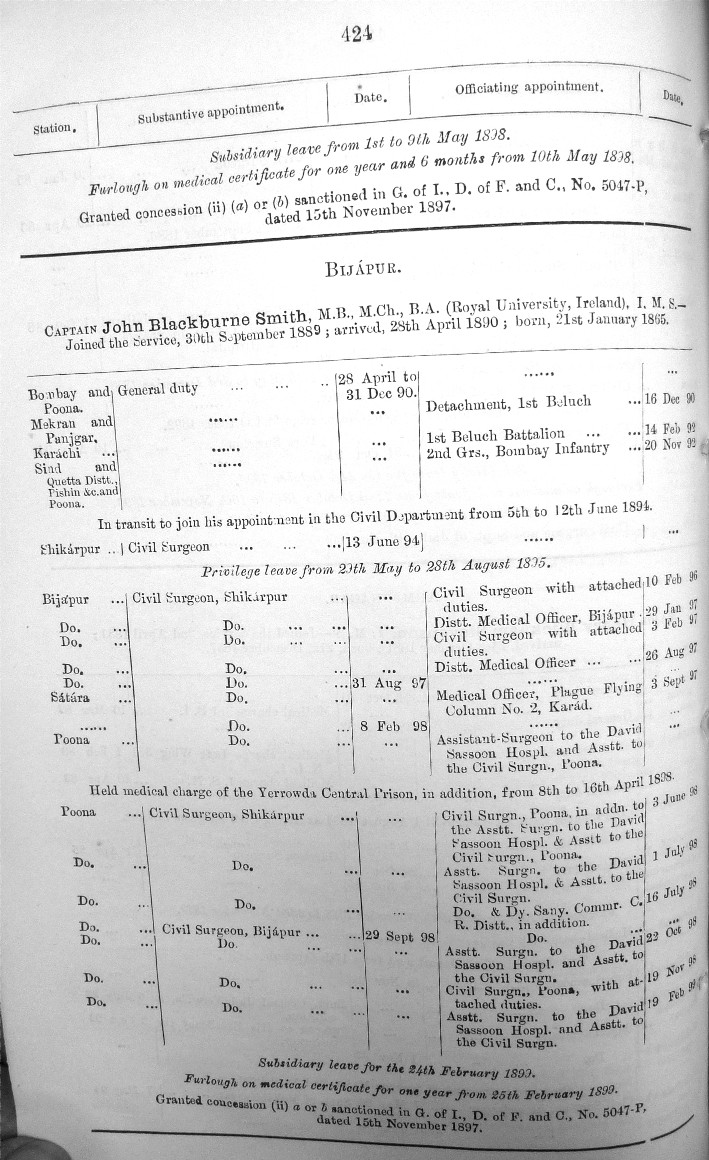 424
Station. Substantive appointment. Date. Officiating appointment. Date.
Subsidiary leave from 1st to 9th May 1898.
Furlough on medical certificate for one year and 6 months from 10th May 1898.
Granted concession (ii) (a) or (b) sanctioned in G. of I., D. of F. and C., No. 5047-P,
dated 15th November 1897.
BIJÁPUR.
CAPTAIN John Blackburne Smith, M.B., M.Ch., B.A. (Royal University, Ireland), I. M. S.—
Joined the Service, 30th September 1889; arrived, 28th April 1890; born, 21st January 1865.
Bombay and General duty ... ... .. 28 April to ...... ...
Poona. 31 Dec 90.
Mekran and ...... ... Detachment, 1st Beluch ... 16 Dec 90
Panjgar.
Karáchi ... ...... ... 1st Beluch Battalion ... ... 14 Feb 92
Sind and ...... ... 2nd Grs., Bombay Infantry ... 20 Nov 92
Quetta Distt.,
Pishin &c. and
Poona.
In transit to join his appointment in the Civil Department from 5th to 12th June 1894.
Shikárpur .. Civil Surgeon ... ... ... 13 June 94 ...... ...
Privilege leave from 29th May to 28th August 1895.
Bijápur ... Civil Surgeon, Shikárpur ... Civil Surgeon with attached 10 Feb 96
duties.
Do. ... Do. ... ... ... ... Distt. Medical Officer, Bijápur . 29 Jan 97
Do. ... Do. ... Civil Surgeon with attached 3 Feb 97
duties.
Do. ... Do. ... Distt. Medical Officer ... ... 26 Aug 97
Do. ... Do. ... 31 Aug 97 ......
Sátára Do. ... ... Medical Officer, Plague Flying 3 Sept 97
Column No. 2, Karád.
...... Do. ... 8 Feb 98 ...... ...
Poona ... Do. ... ... Assistant-Surgeon to the David ...
Sassoon Hospl. and Asstt. to
the Civil Surgn., Poona.
Held medical charge of the Yerrowda Central Prison, in addition, from 8th to 16th April 1898.
Poona ... Civil Surgeon, Shikárpur ... ... Civil Surgn., Poona, in addn. to 3 June 98
the Asstt. Surgn. to the David
Sassoon Hospl. & Asstt to the
Civil Surgn., Poona.
Do. ... Do. ... ... Asstt. Surgn. to the David 1 July 98
Sassoon Hospl. & Asstt. to the
Civil Surgn.
Do. ... Do. ... ... Do. & Dy. Sany. Commr. C. 16 July 98
R. Distt., in addition.
Do. ... Civil Surgeon, Bijápur ... ... 29 Sept 98 Do. ... ...
Do. ... Do. ... ... ... Asstt. Surgn. to the David 22 Oct 98
Sassoon Hospl. and Asstt. to
the Civil Surgn.
Do. ... Do. ... ... ... Civil Surgn., Poona, with at- 19 Nov 98
tached duties.
Do. ... Do. ... ... ... Asstt. Surgn. to the David 19 Feb
Sassoon Hospl. and Asstt. to
the Civil Surgn.
Subsidiary leave for the 24th February 1899.
Furlough on medical certificate for one year from 25th February 1899.
Granted concession (ii) a or b sanctioned in G. of I., D. of F. and C., No. 5047-P,
dated 15th November 1897.